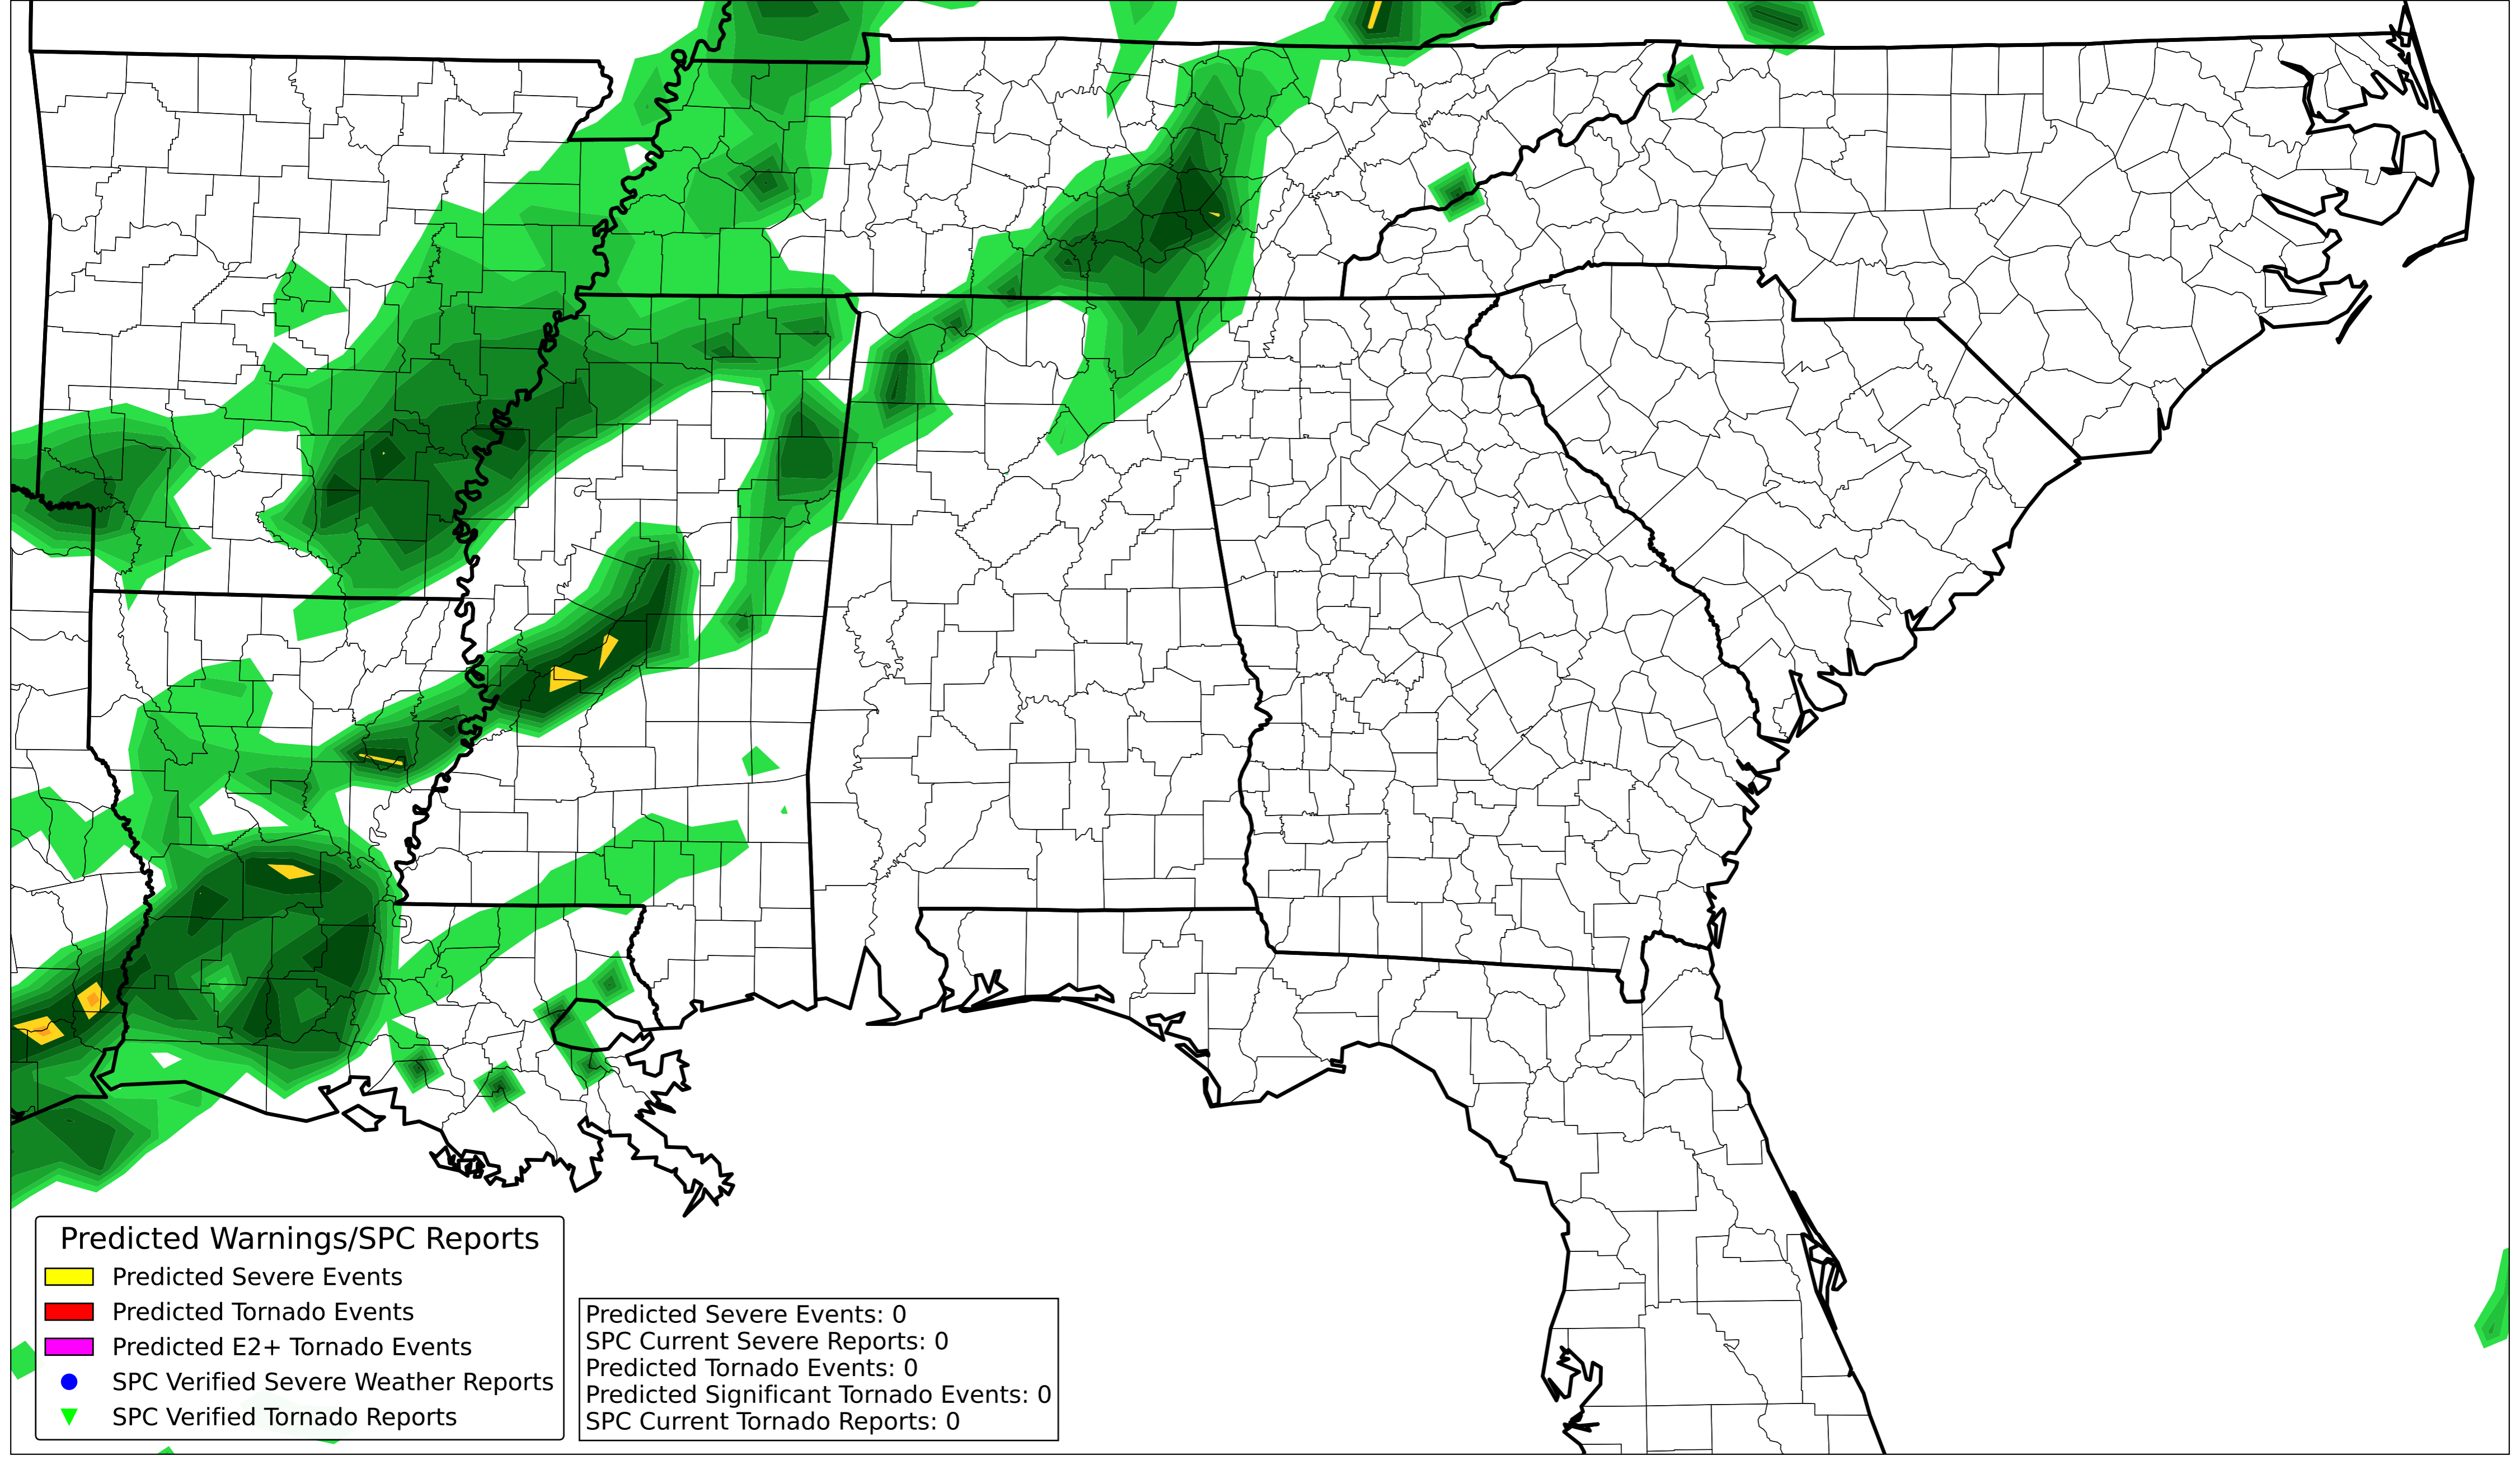 Predicted Warnings/SPC Reports
Predicted Severe Events
Predicted Tornado Events
Predicted E2+ Tornado Events
SPC Verified Severe Weather Reports
SPC Verified Tornado Reports
Predicted Severe Events: 0
SPC Current Severe Reports: 0
Predicted Tornado Events: 0
Predicted Significant Tornado Events: 0
SPC Current Tornado Reports: 0